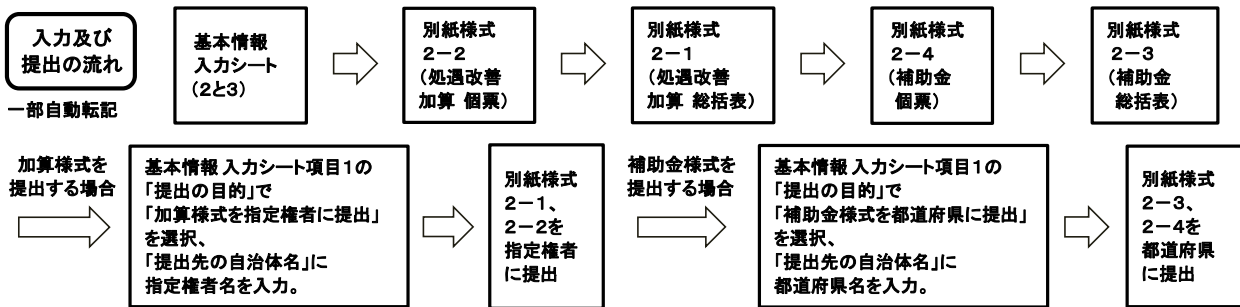 入力及び
提出の流れ
一部自動転記
基本情報
入力シート
(2と3)
別紙様式
2－2
(処遇改善
加算 個票)
別紙様式
2－1
(処遇改善
加算 総括表)
別紙様式
2－4
(補助金
個票)
別紙様式
2－3
(補助金
総括表)
加算様式を
提出する場合
基本情報 入力シート項目1の
「提出の目的」で
「加算様式を指定権者に提出」
を選択、
「提出先の自治体名」に
指定権者名を入力。
別紙様式
2－1、
2－2を
指定権者
に提出
補助金様式を
提出する場合
基本情報 入力シート項目1の
「提出の目的」で
「補助金様式を都道府県に提出」
を選択、
「提出先の自治体名」に
都道府県名を入力。
別紙様式
2－3、
2－4を
都道府県
に提出